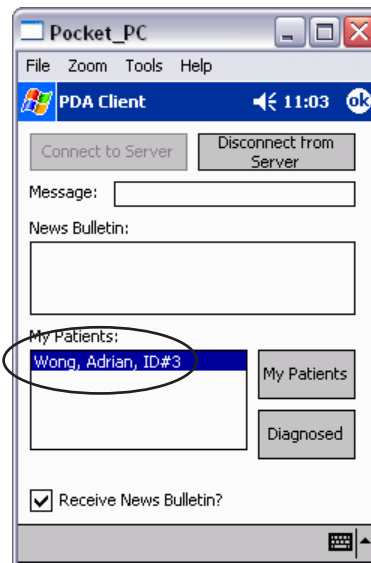 Pocket_PC
File Zoom Tools Help
PDA Client 11:03 ok
Connect to Server
Disconnect from
Server
Message:
News Bulletin:
My Patients:
Wong, Adrian, ID#3
My Patients
Diagnosed
Receive News Bulletin?